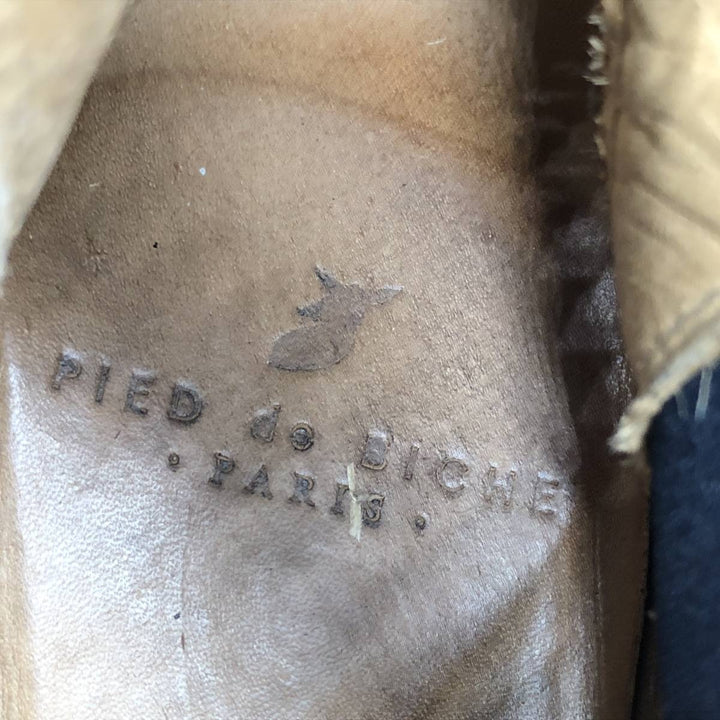 PIED de BICHE
• PARIS •